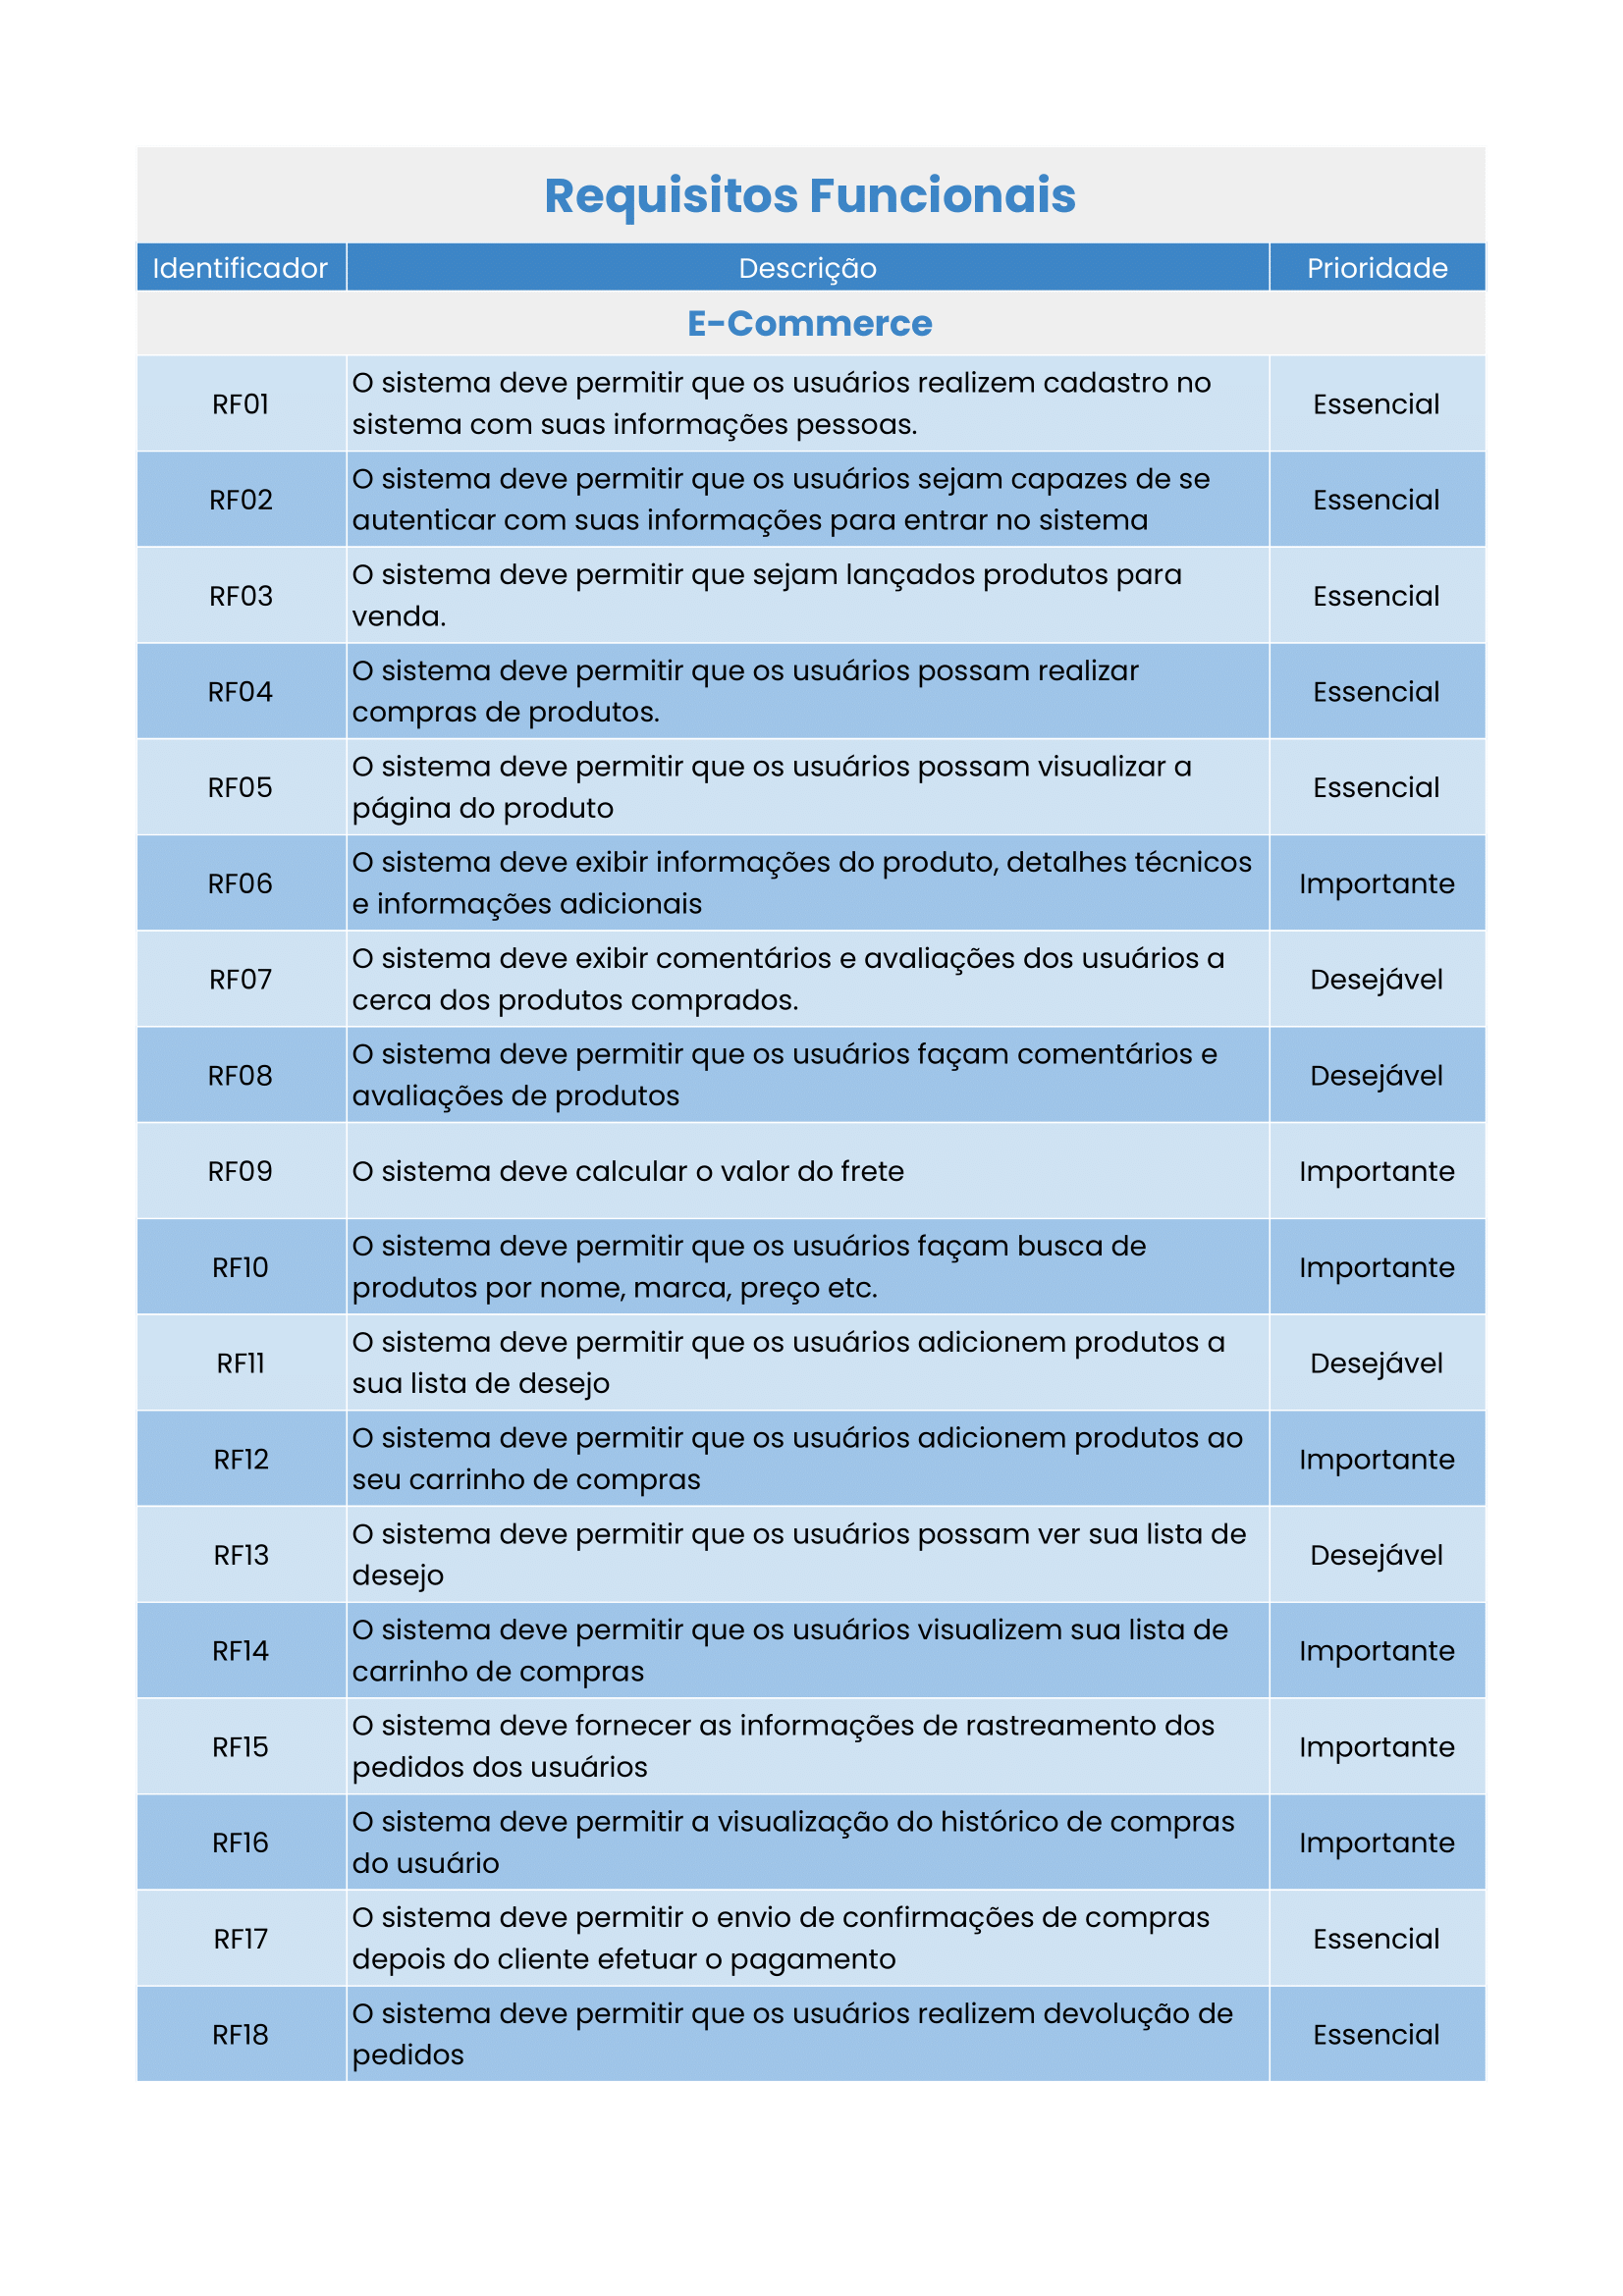 Requisitos Funcionais
Identificador Descrição Prioridade
E-Commerce
RF01 O sistema deve permitir que os usuários realizem cadastro no
sistema com suas informações pessoas. Essencial
RF02 O sistema deve permitir que os usuários sejam capazes de se
autenticar com suas informações para entrar no sistema Essencial
RF03 O sistema deve permitir que sejam lançados produtos para
venda. Essencial
RF04 O sistema deve permitir que os usuários possam realizar
compras de produtos. Essencial
RF05 O sistema deve permitir que os usuários possam visualizar a
página do produto Essencial
RF06 O sistema deve exibir informações do produto, detalhes técnicos
e informações adicionais Importante
RF07 O sistema deve exibir comentários e avaliações dos usuários a
cerca dos produtos comprados. Desejável
RF08 O sistema deve permitir que os usuários façam comentários e
avaliações de produtos Desejável
RF09 O sistema deve calcular o valor do frete Importante
RF10 O sistema deve permitir que os usuários façam busca de
produtos por nome, marca, preço etc. Importante
RF11 O sistema deve permitir que os usuários adicionem produtos a
sua lista de desejo Desejável
RF12 O sistema deve permitir que os usuários adicionem produtos ao
seu carrinho de compras Importante
RF13 O sistema deve permitir que os usuários possam ver sua lista de
desejo Desejável
RF14 O sistema deve permitir que os usuários visualizem sua lista de
carrinho de compras Importante
RF15 O sistema deve fornecer as informações de rastreamento dos
pedidos dos usuários Importante
RF16 O sistema deve permitir a visualização do histórico de compras
do usuário Importante
RF17 O sistema deve permitir o envio de confirmações de compras
depois do cliente efetuar o pagamento Essencial
RF18 O sistema deve permitir que os usuários realizem devolução de
pedidos Essencial